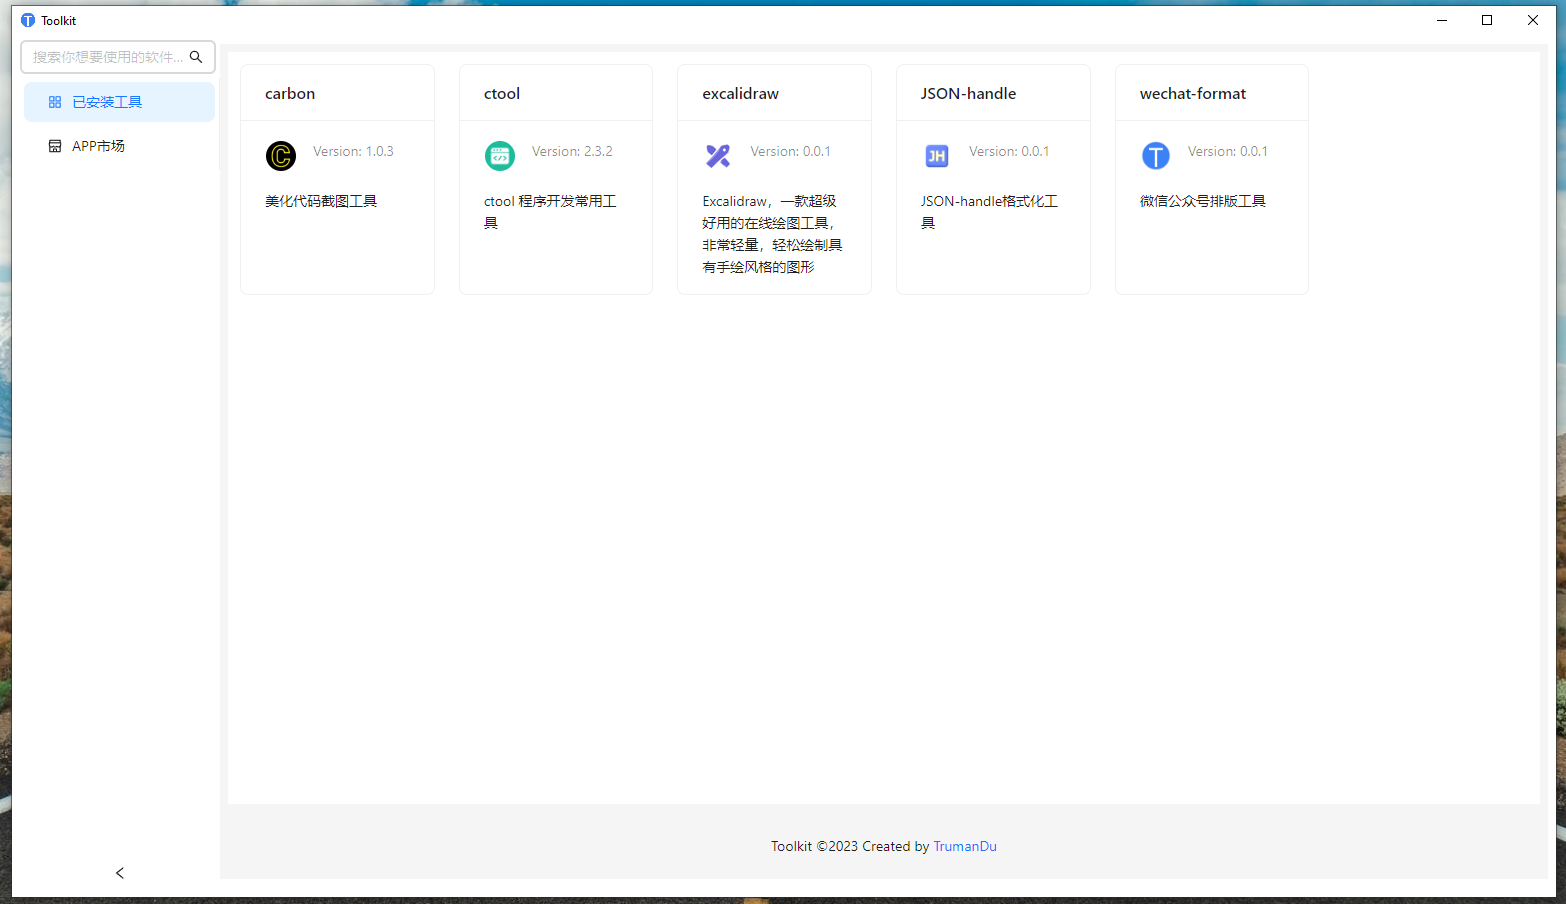 Toolkit
搜索你想要使用的软件...
已安装工具
APP市场
carbon
Version: 1.0.3
美化代码截图工具
ctool
Version: 2.3.2
ctool 程序开发常用工
具
excalidraw
Version: 0.0.1
Excalidraw，一款超级
好用的在线绘图工具，
非常轻量，轻松绘制具
有手绘风格的图形
JSON-handle
JH
Version: 0.0.1
JSON-handle格式化工
具
wechat-format
T
Version: 0.0.1
微信公众号排版工具
Toolkit ©2023 Created by TrumanDu